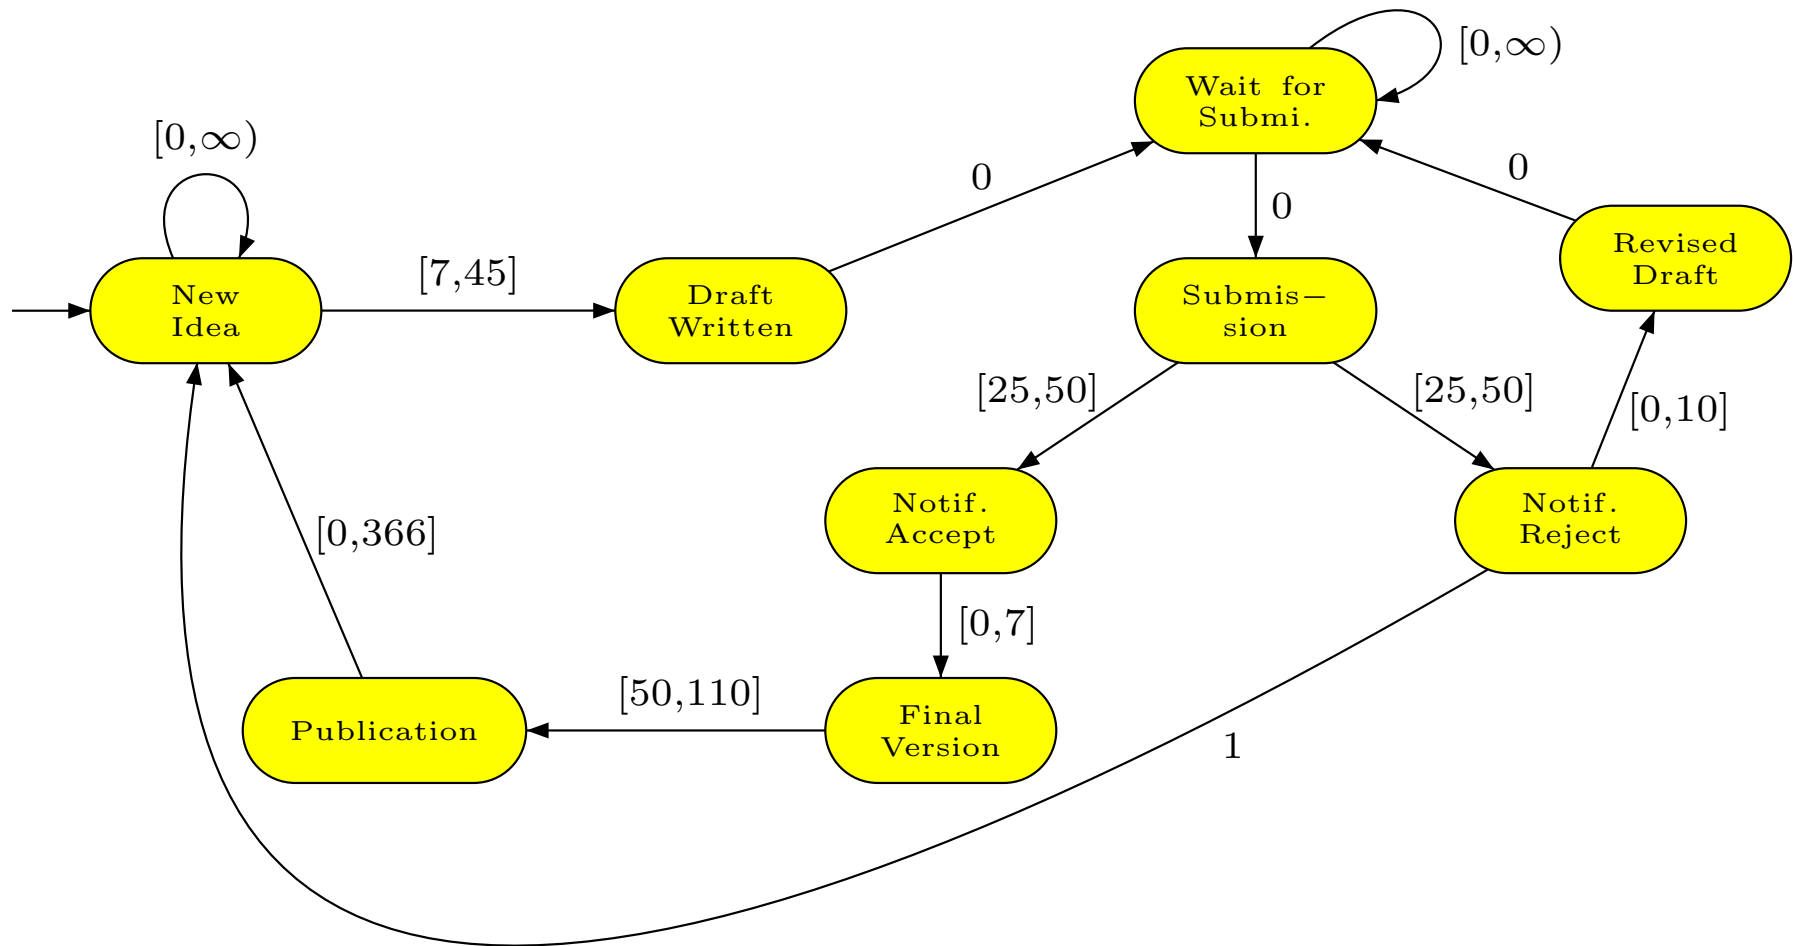 Wait for
Submi.
[0,∞)
[0,∞)
0
0
0
Revised
Draft
New
Idea
[7,45]
Draft
Written
Submis−
sion
[25,50]
[25,50]
[0,10]
Notif.
Accept
Notif.
Reject
[0,366]
[0,7]
[50,110]
Publication
Final
Version
1